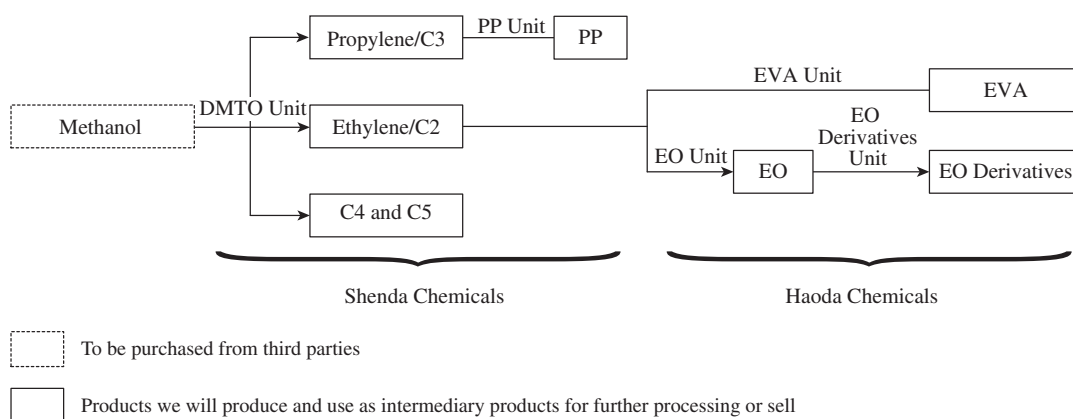 Propylene/C3
PP Unit
PP
EVA Unit
EVA
Methanol
DMTO Unit
Ethylene/C2
EO Unit
EO
EO
Derivatives
Unit
EO Derivatives
C4 and C5
Shenda Chemicals
Haoda Chemicals
To be purchased from third parties
Products we will produce and use as intermediary products for further processing or sell